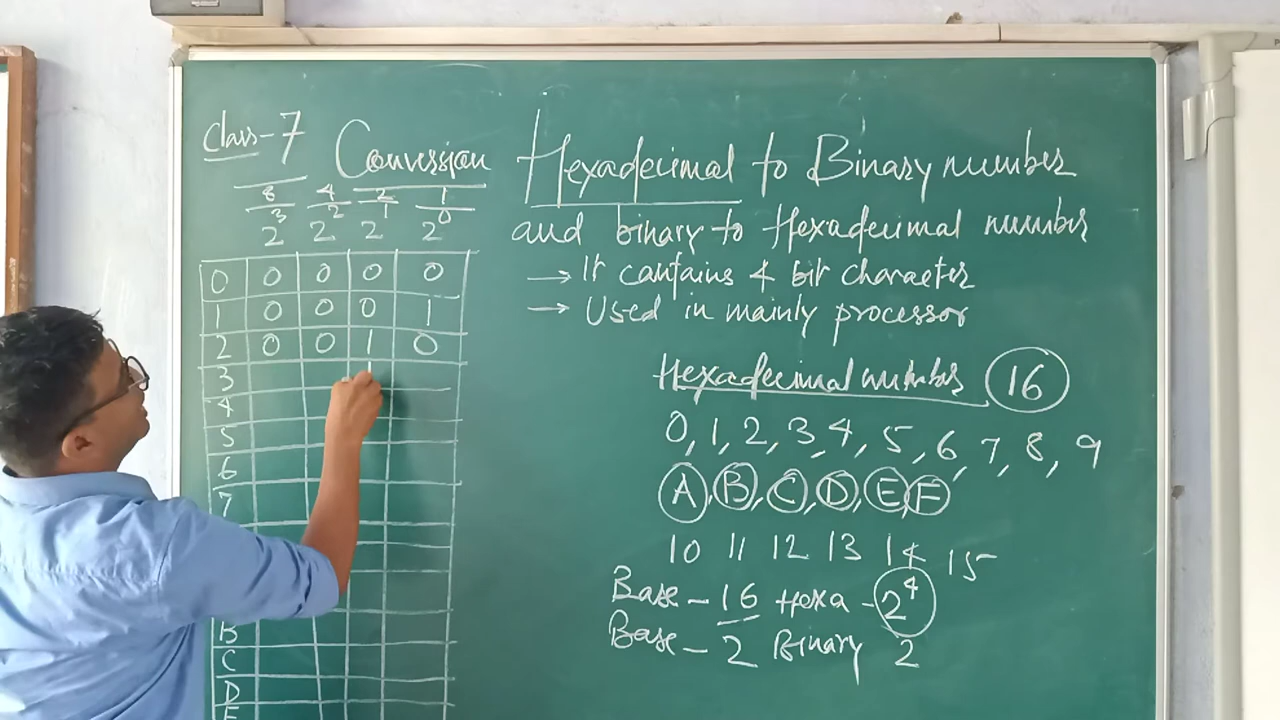 Class-7 Conversion Hexadecimal to Binary number
and binary to Hexadecimal number
→ It contains 4 bit character
→ Used in mainly processor
8 4 2 1
2³ 2² 2¹ 2⁰
0 0 0 0 0
1 0 0 0 1
2 0 0 1 0
3 1
4
5
6
7
B
C
D
E
Hexadecimal number 16
0, 1, 2, 3, 4, 5, 6, 7, 8, 9
A, B, C, D, E, F
10 11 12 13 14 15
Base - 16 Hexa - 2⁴
Base - 2 Binary 2